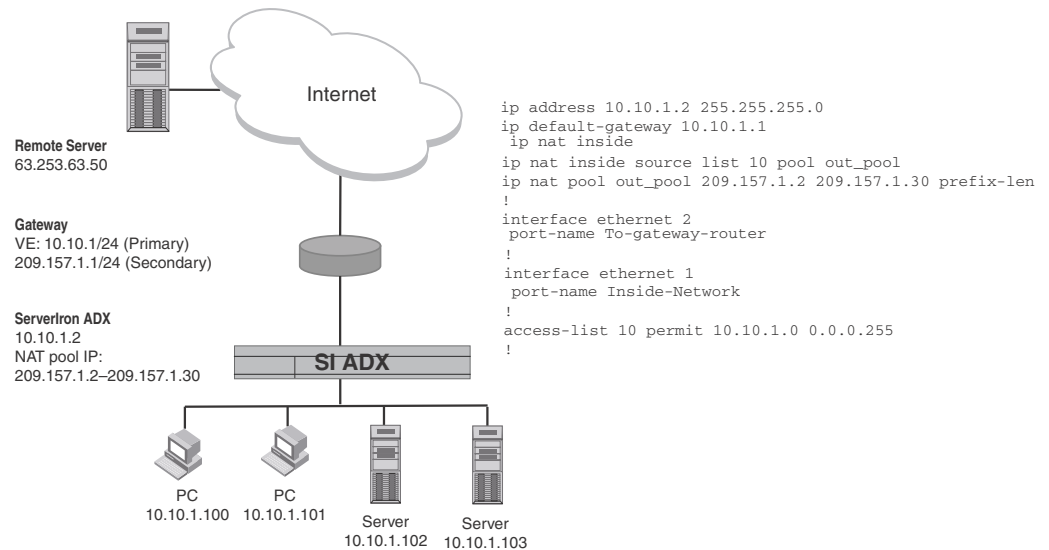 Internet
Remote Server
63.253.63.50
Gateway
VE: 10.10.1/24 (Primary)
209.157.1.1/24 (Secondary)
ServerIron ADX
10.10.1.2
NAT pool IP:
209.157.1.2–209.157.1.30
SI ADX
PC
10.10.1.100
PC
10.10.1.101
Server
10.10.1.102
Server
10.10.1.103
ip address 10.10.1.2 255.255.255.0
ip default-gateway 10.10.1.1
ip nat inside
ip nat inside source list 10 pool out_pool
ip nat pool out_pool 209.157.1.2 209.157.1.30 prefix-len
!
interface ethernet 2
port-name To-gateway-router
!
interface ethernet 1
port-name Inside-Network
!
access-list 10 permit 10.10.1.0 0.0.0.255
!